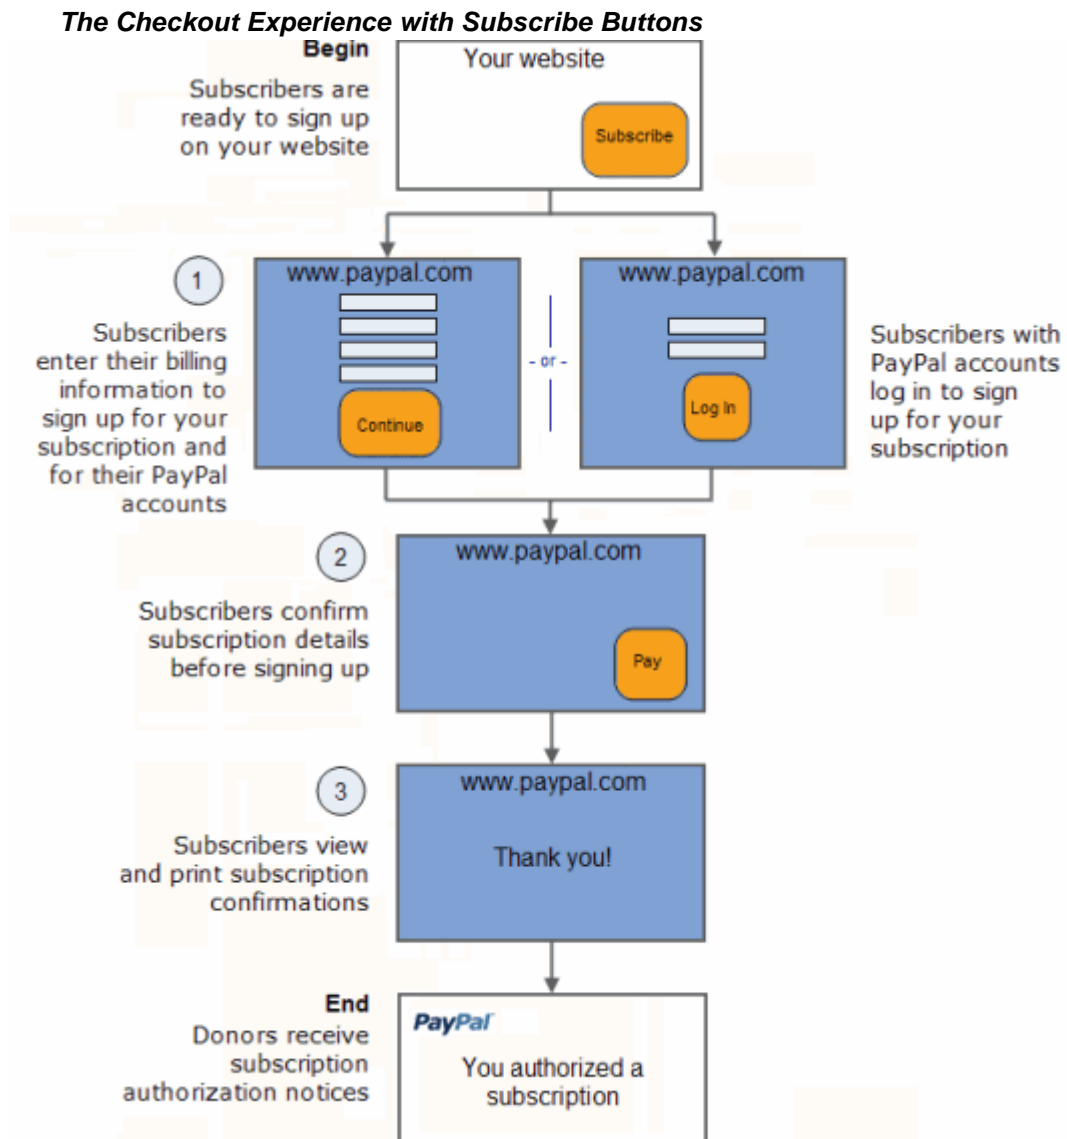 The Checkout Experience with Subscribe Buttons
Begin
Subscribers are
ready to sign up
on your website
Your website
Subscribe
1
Subscribers
enter their billing
information to
sign up for your
subscription and
for their PayPal
accounts
www.paypal.com
Continue
- or -
www.paypal.com
Log In
Subscribers with
PayPal accounts
log in to sign
up for your
subscription
2
Subscribers confirm
subscription details
before signing up
www.paypal.com
Pay
3
Subscribers view
and print subscription
confirmations
www.paypal.com
Thank you!
End
Donors receive
subscription
authorization notices
PayPal
You authorized a
subscription